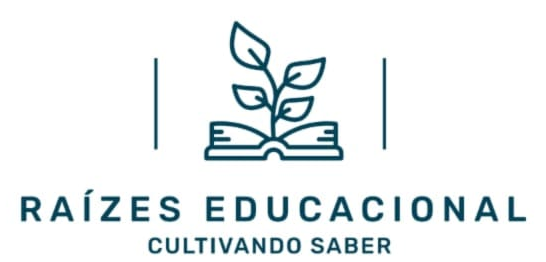 RAÍZES EDUCACIONAL
CULTIVANDO SABER